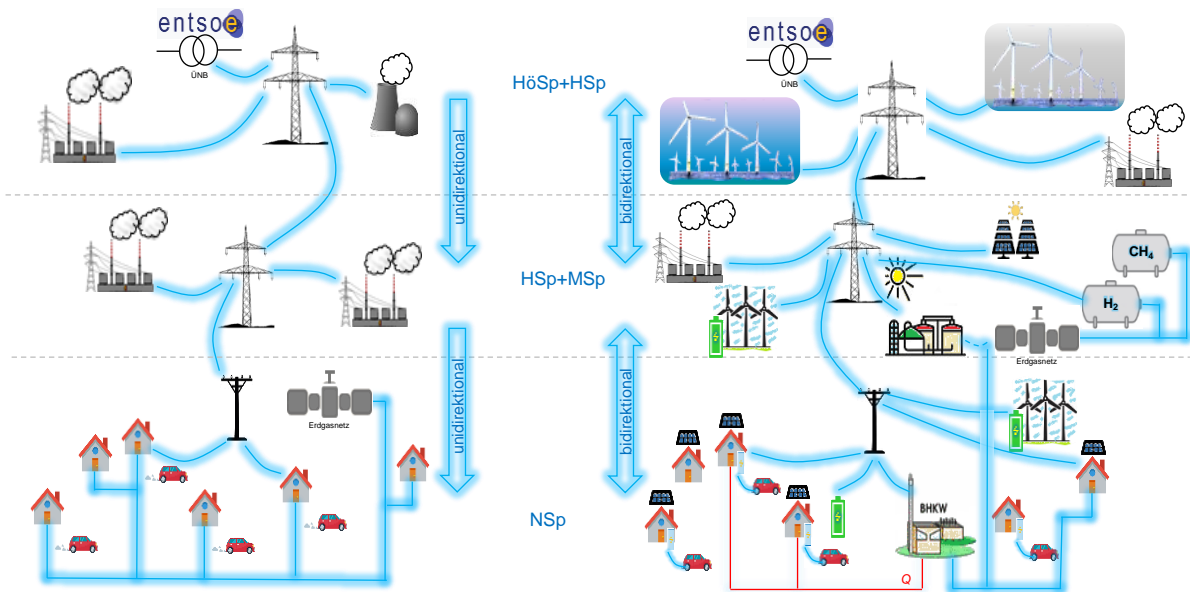 entsoe
ÜNB
HöSp+HSp
unidirektional
bidirektional
entsoe
ÜNB
HSp+MSp
CH₄
H₂
Erdgasnetz
unidirektional
bidirektional
Erdgasnetz
NSp
BHKW
Q